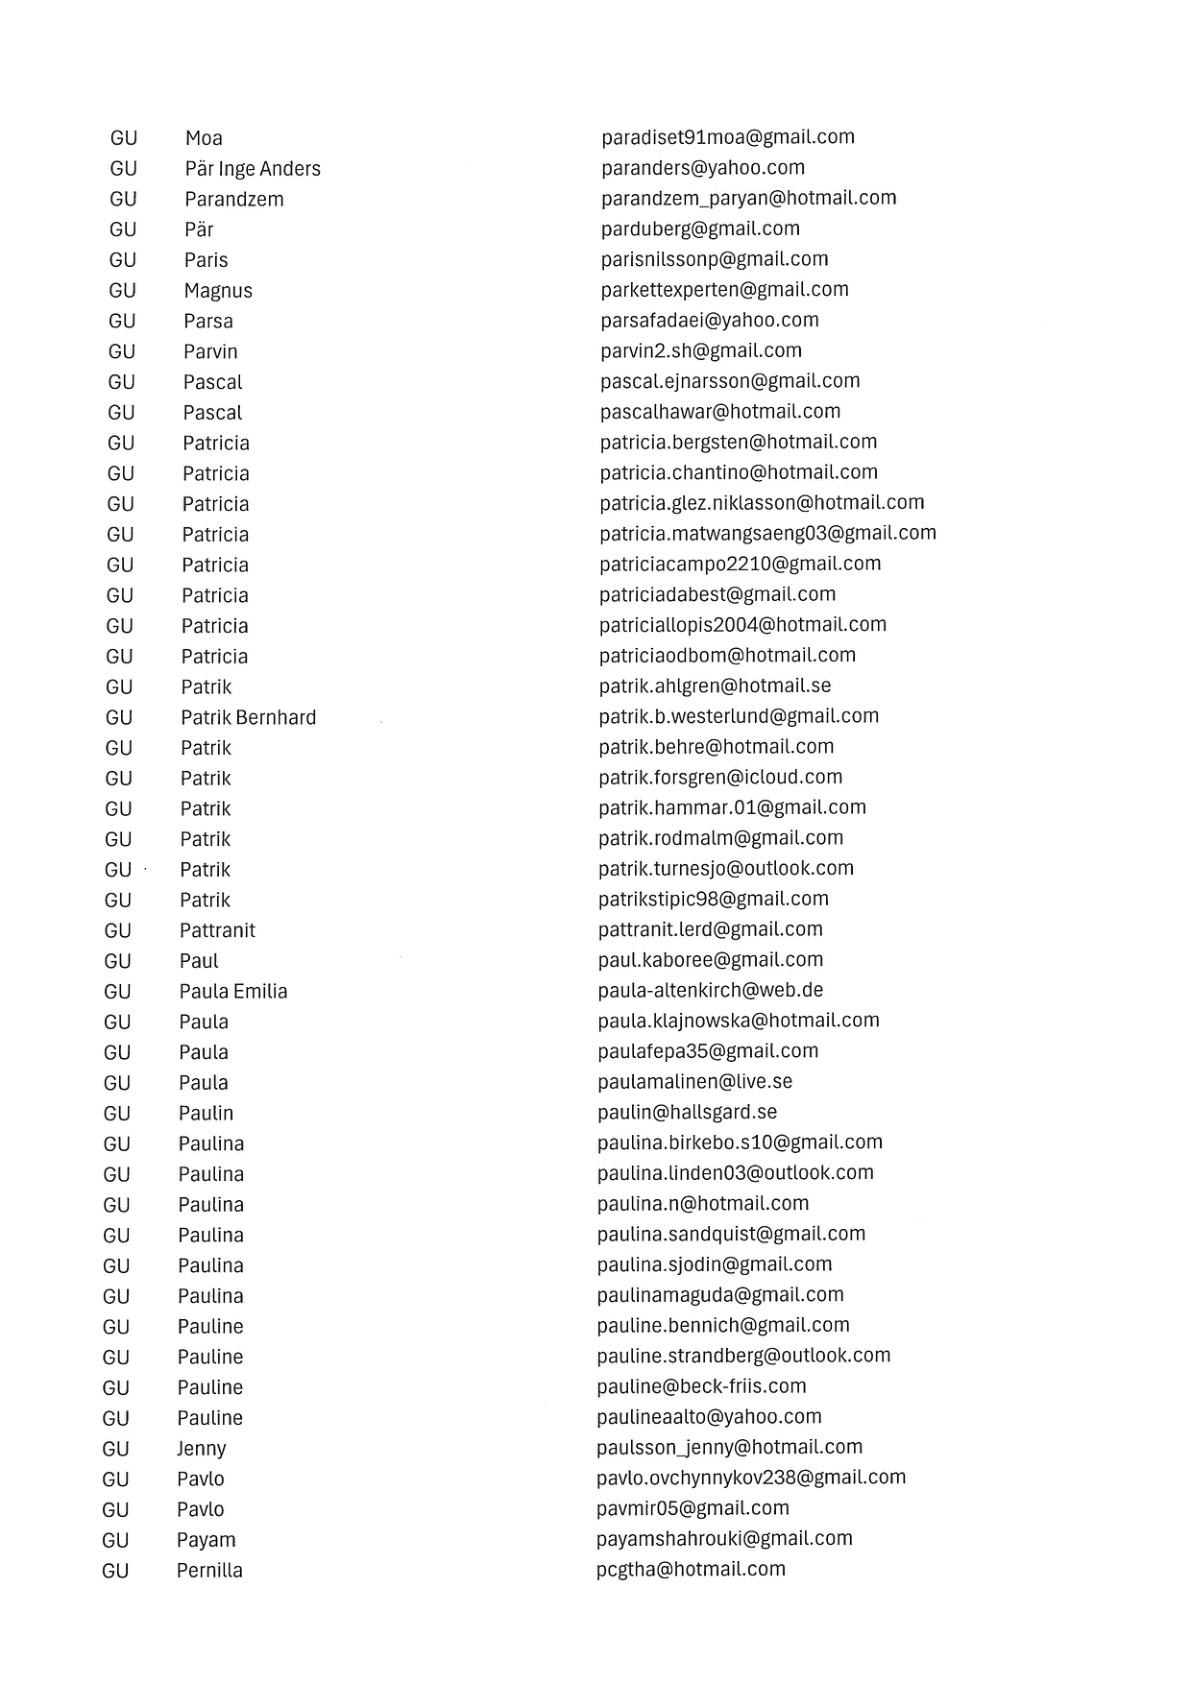 GU Moa paradiset91moa@gmail.com
GU Pär Inge Anders paranders@yahoo.com
GU Parandzem parandzem_paryan@hotmail.com
GU Pär parduberg@gmail.com
GU Paris parisnilssonp@gmail.com
GU Magnus parkettexperten@gmail.com
GU Parsa parsafadaei@yahoo.com
GU Parvin parvin2.sh@gmail.com
GU Pascal pascal.ejnarsson@gmail.com
GU Pascal pascalhawar@hotmail.com
GU Patricia patricia.bergsten@hotmail.com
GU Patricia patricia.chantino@hotmail.com
GU Patricia patricia.glez.niklasson@hotmail.com
GU Patricia patricia.matwangsaeng03@gmail.com
GU Patricia patriciacampo2210@gmail.com
GU Patricia patriciadabest@gmail.com
GU Patricia patriciallopis2004@hotmail.com
GU Patricia patriciaodbom@hotmail.com
GU Patrik patrik.ahlgren@hotmail.se
GU Patrik Bernhard patrik.b.westerlund@gmail.com
GU Patrik patrik.behre@hotmail.com
GU Patrik patrik.forsgren@icloud.com
GU Patrik patrik.hammar.01@gmail.com
GU Patrik patrik.rodmalm@gmail.com
GU Patrik patrik.turnesjo@outlook.com
GU Patrik patrikstipic98@gmail.com
GU Pattranit pattranit.lerd@gmail.com
GU Paul paul.kaboree@gmail.com
GU Paula Emilia paula-altenkirch@web.de
GU Paula paula.klajnowska@hotmail.com
GU Paula paulafepa35@gmail.com
GU Paula paulamalinen@live.se
GU Paulin paulin@hallsgard.se
GU Paulina paulina.birkebo.s10@gmail.com
GU Paulina paulina.linden03@outlook.com
GU Paulina paulina.n@hotmail.com
GU Paulina paulina.sandquist@gmail.com
GU Paulina paulina.sjodin@gmail.com
GU Paulina paulinamaguda@gmail.com
GU Pauline pauline.bennich@gmail.com
GU Pauline pauline.strandberg@outlook.com
GU Pauline pauline@beck-friis.com
GU Pauline paulineaalto@yahoo.com
GU Jenny paulsson_jenny@hotmail.com
GU Pavlo pavlo.ovchynnykov238@gmail.com
GU Pavlo pavmir05@gmail.com
GU Payam payamshahrouki@gmail.com
GU Pernilla pcgtha@hotmail.com